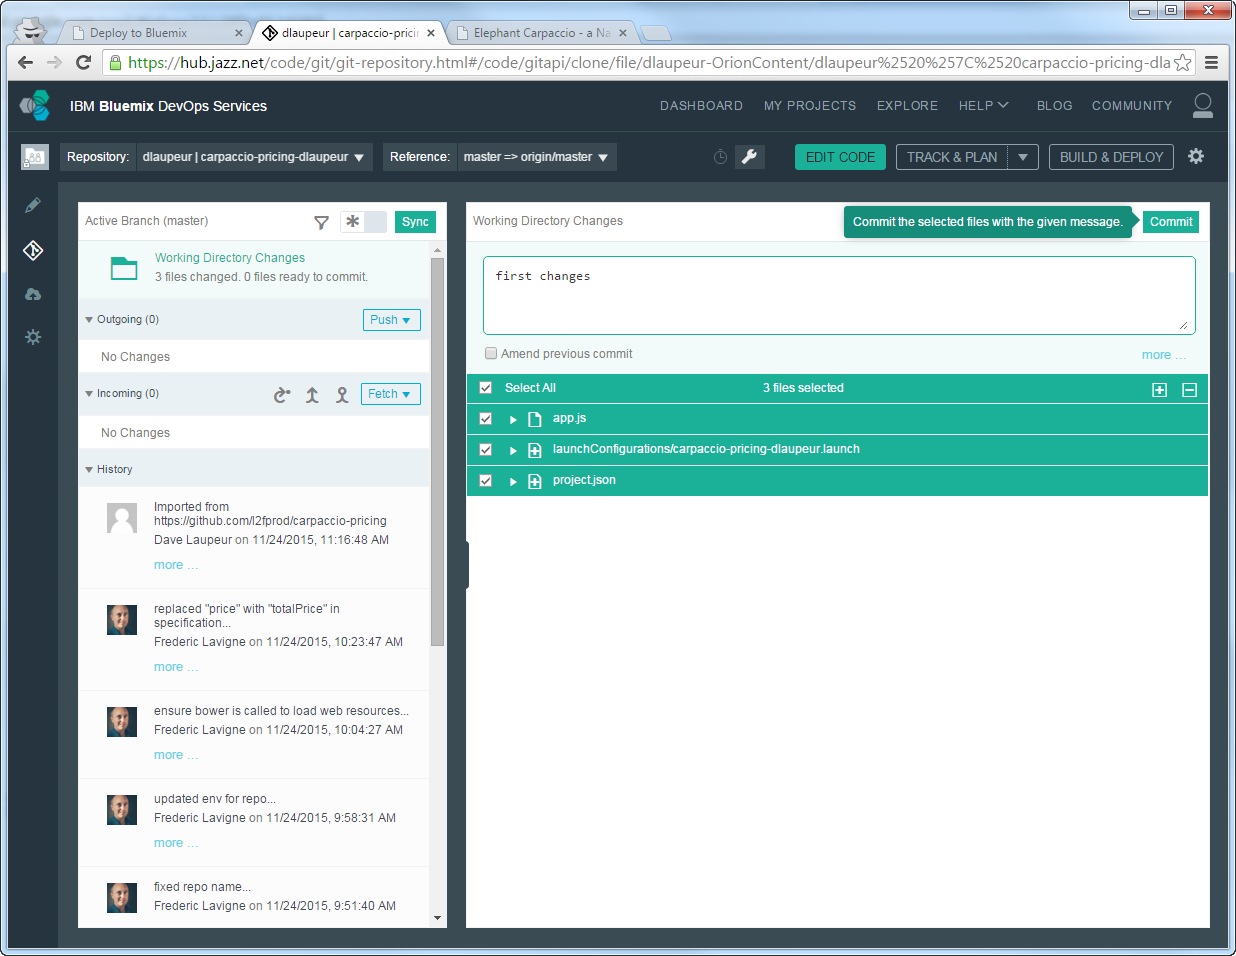 Deploy to Bluemix
dlaupeur | carpaccio-pricin
Elephant Carpaccio - a Na
https://hub.jazz.net/code/git/git-repository.html#/code/gitapi/clone/file/dlaupeur-OrionContent/dlaupeur%2520%257C%2520carpaccio-pricing-dla
IBM Bluemix DevOps Services
DASHBOARD MY PROJECTS EXPLORE HELP BLOG COMMUNITY
Repository: dlaupeur | carpaccio-pricing-dlaupeur Reference: master => origin/master
EDIT CODE TRACK & PLAN BUILD & DEPLOY
Active Branch (master)
Sync
Working Directory Changes
3 files changed. 0 files ready to commit.
Outgoing (0)
Push
No Changes
Incoming (0)
Fetch
No Changes
History
Imported from
https://github.com/l2fprod/carpaccio-pricing
Dave Laupeur on 11/24/2015, 11:16:48 AM
more ...
replaced "price" with "totalPrice" in
specification...
Frederic Lavigne on 11/24/2015, 10:23:47 AM
more ...
ensure bower is called to load web resources...
Frederic Lavigne on 11/24/2015, 10:04:27 AM
more ...
updated env for repo...
Frederic Lavigne on 11/24/2015, 9:58:31 AM
more ...
fixed repo name...
Frederic Lavigne on 11/24/2015, 9:51:40 AM
Working Directory Changes
Commit the selected files with the given message.
Commit
first changes
Amend previous commit
more ...
Select All
3 files selected
app.js
launchConfigurations/carpaccio-pricing-dlaupeur.launch
project.json